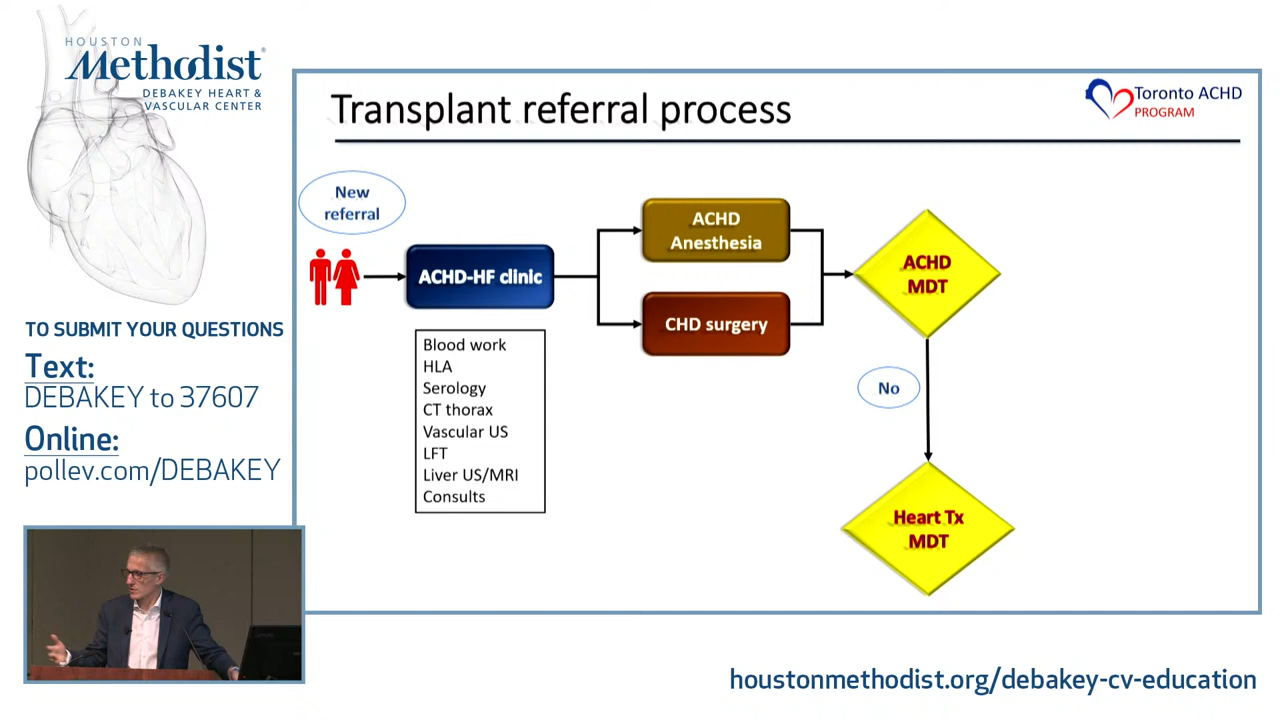 HOUSTON
Methodist®
DEBAKEY HEART &
VASCULAR CENTER
TO SUBMIT YOUR QUESTIONS
Text:
DEBAKEY to 37607
Online:
pollev.com/DEBAKEY
Transplant referral process
Toronto ACHD
PROGRAM
New
referral
ACHD-HF clinic
Blood work
HLA
Serology
CT thorax
Vascular US
LFT
Liver US/MRI
Consults
ACHD
Anesthesia
CHD surgery
ACHD
MDT
No
Heart Tx
MDT
houstonmethodist.org/debakey-cv-education